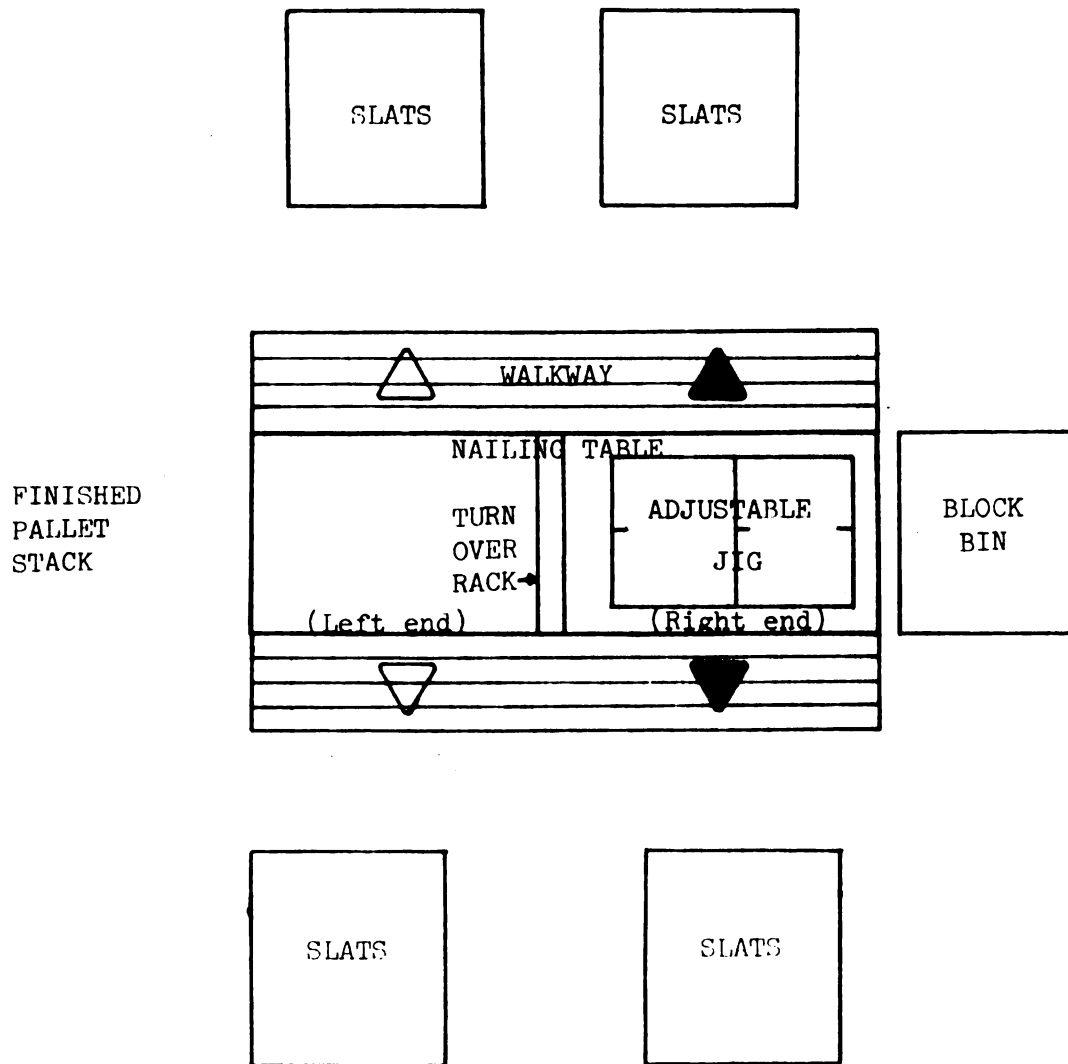 SLATS
SLATS
WALKWAY
NAILING TABLE
FINISHED
PALLET
STACK
TURN
OVER
RACK
ADJUSTABLE
JIG
BLOCK
BIN
(Left end)
(Right end)
SLATS
SLATS